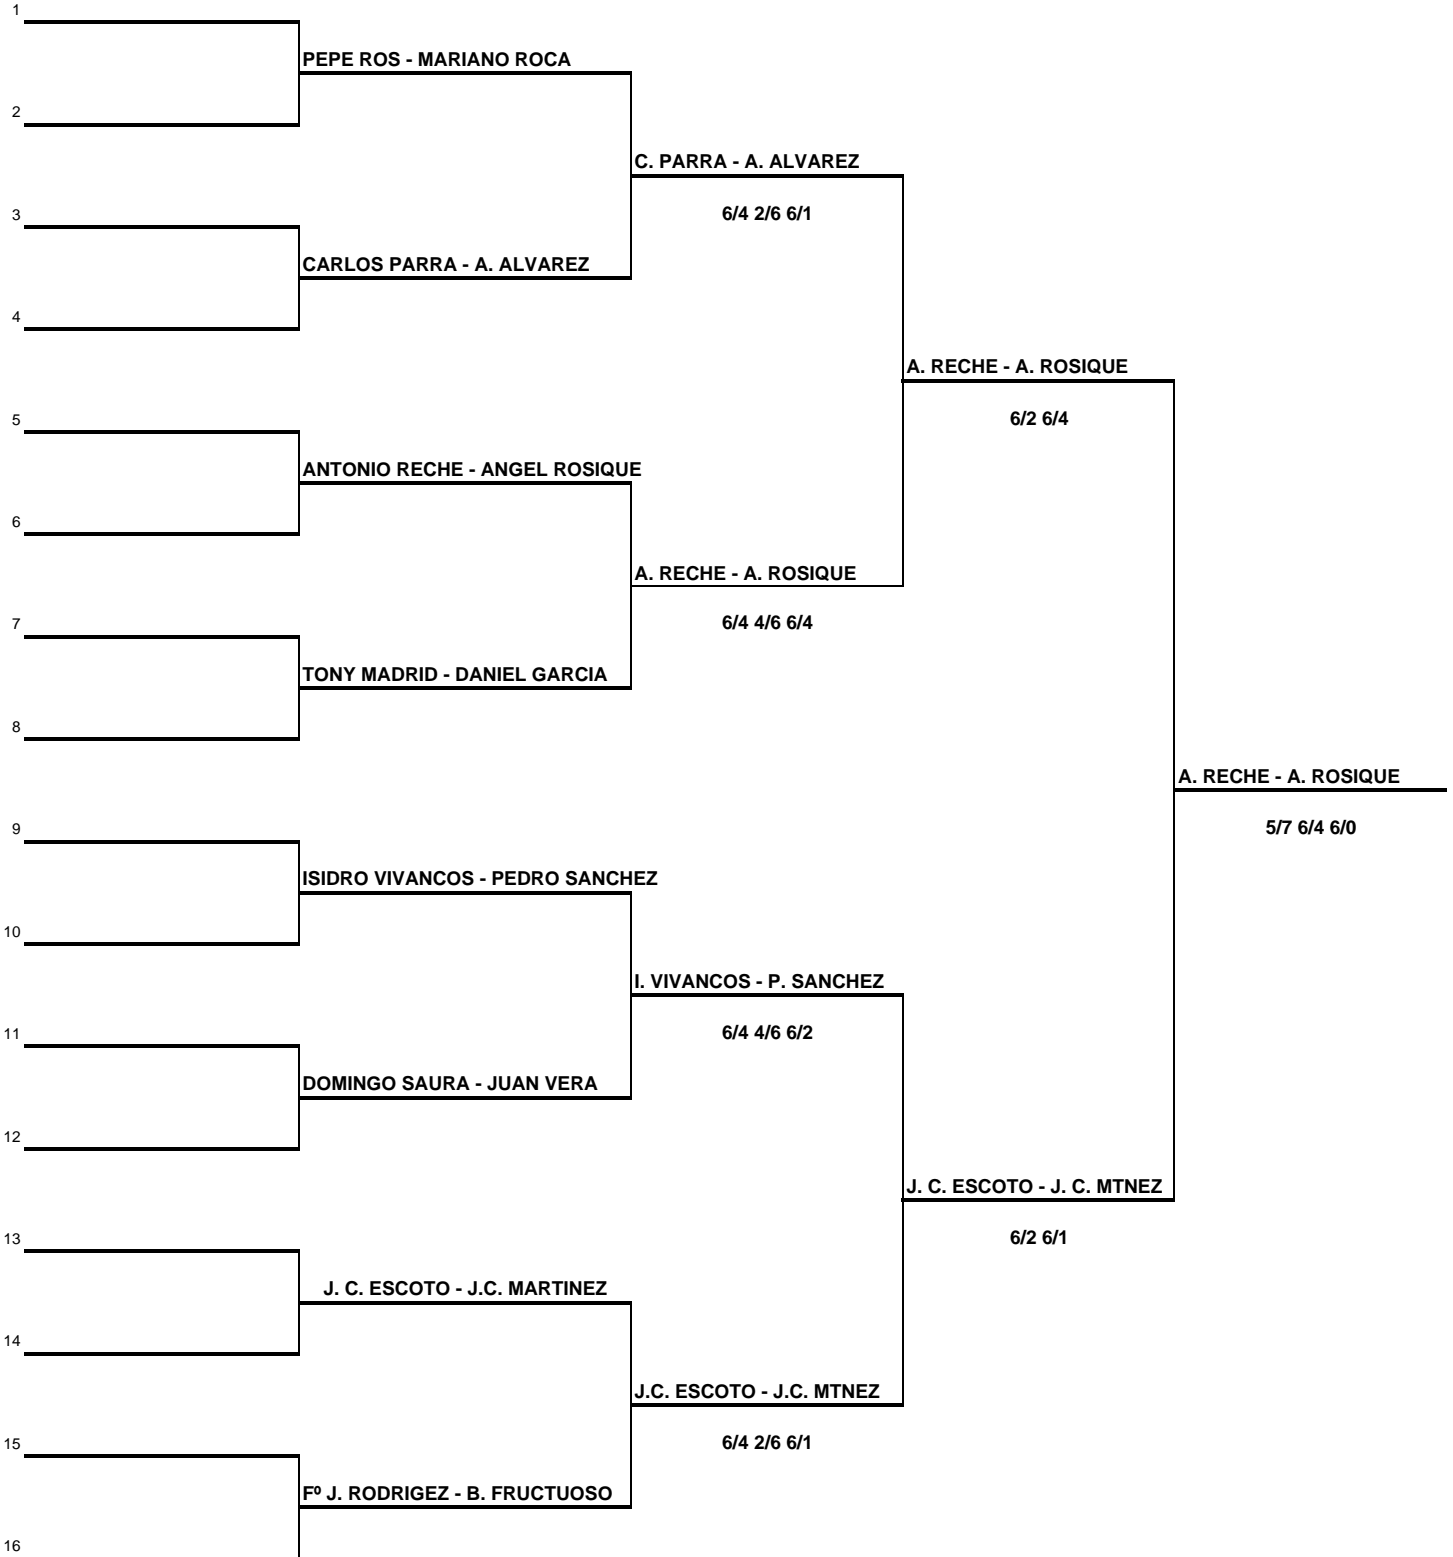 1
PEPE ROS - MARIANO ROCA
2
C. PARRA - A. ALVAREZ
3
6/4 2/6 6/1
CARLOS PARRA - A. ALVAREZ
4
A. RECHE - A. ROSIQUE
5
6/2 6/4
ANTONIO RECHE - ANGEL ROSIQUE
6
A. RECHE - A. ROSIQUE
7
6/4 4/6 6/4
TONY MADRID - DANIEL GARCIA
8
A. RECHE - A. ROSIQUE
9
5/7 6/4 6/0
ISIDRO VIVANCOS - PEDRO SANCHEZ
10
I. VIVANCOS - P. SANCHEZ
11
6/4 4/6 6/2
DOMINGO SAURA - JUAN VERA
12
J. C. ESCOTO - J. C. MTNEZ
13
6/2 6/1
J. C. ESCOTO - J.C. MARTINEZ
14
J.C. ESCOTO - J.C. MTNEZ
15
6/4 2/6 6/1
Fº J. RODRIGEZ - B. FRUCTUOSO
16